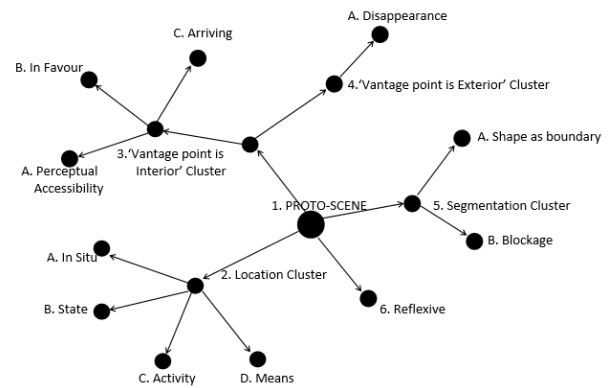 A. Disappearance
C. Arriving
B. In Favour
4.‘Vantage point is Exterior’ Cluster
A. Shape as boundary
3.‘Vantage point is
Interior’ Cluster
A. Perceptual
Accessibility
1. PROTO-SCENE
5. Segmentation Cluster
B. Blockage
A. In Situ
2. Location Cluster
B. State
6. Reflexive
C. Activity
D. Means